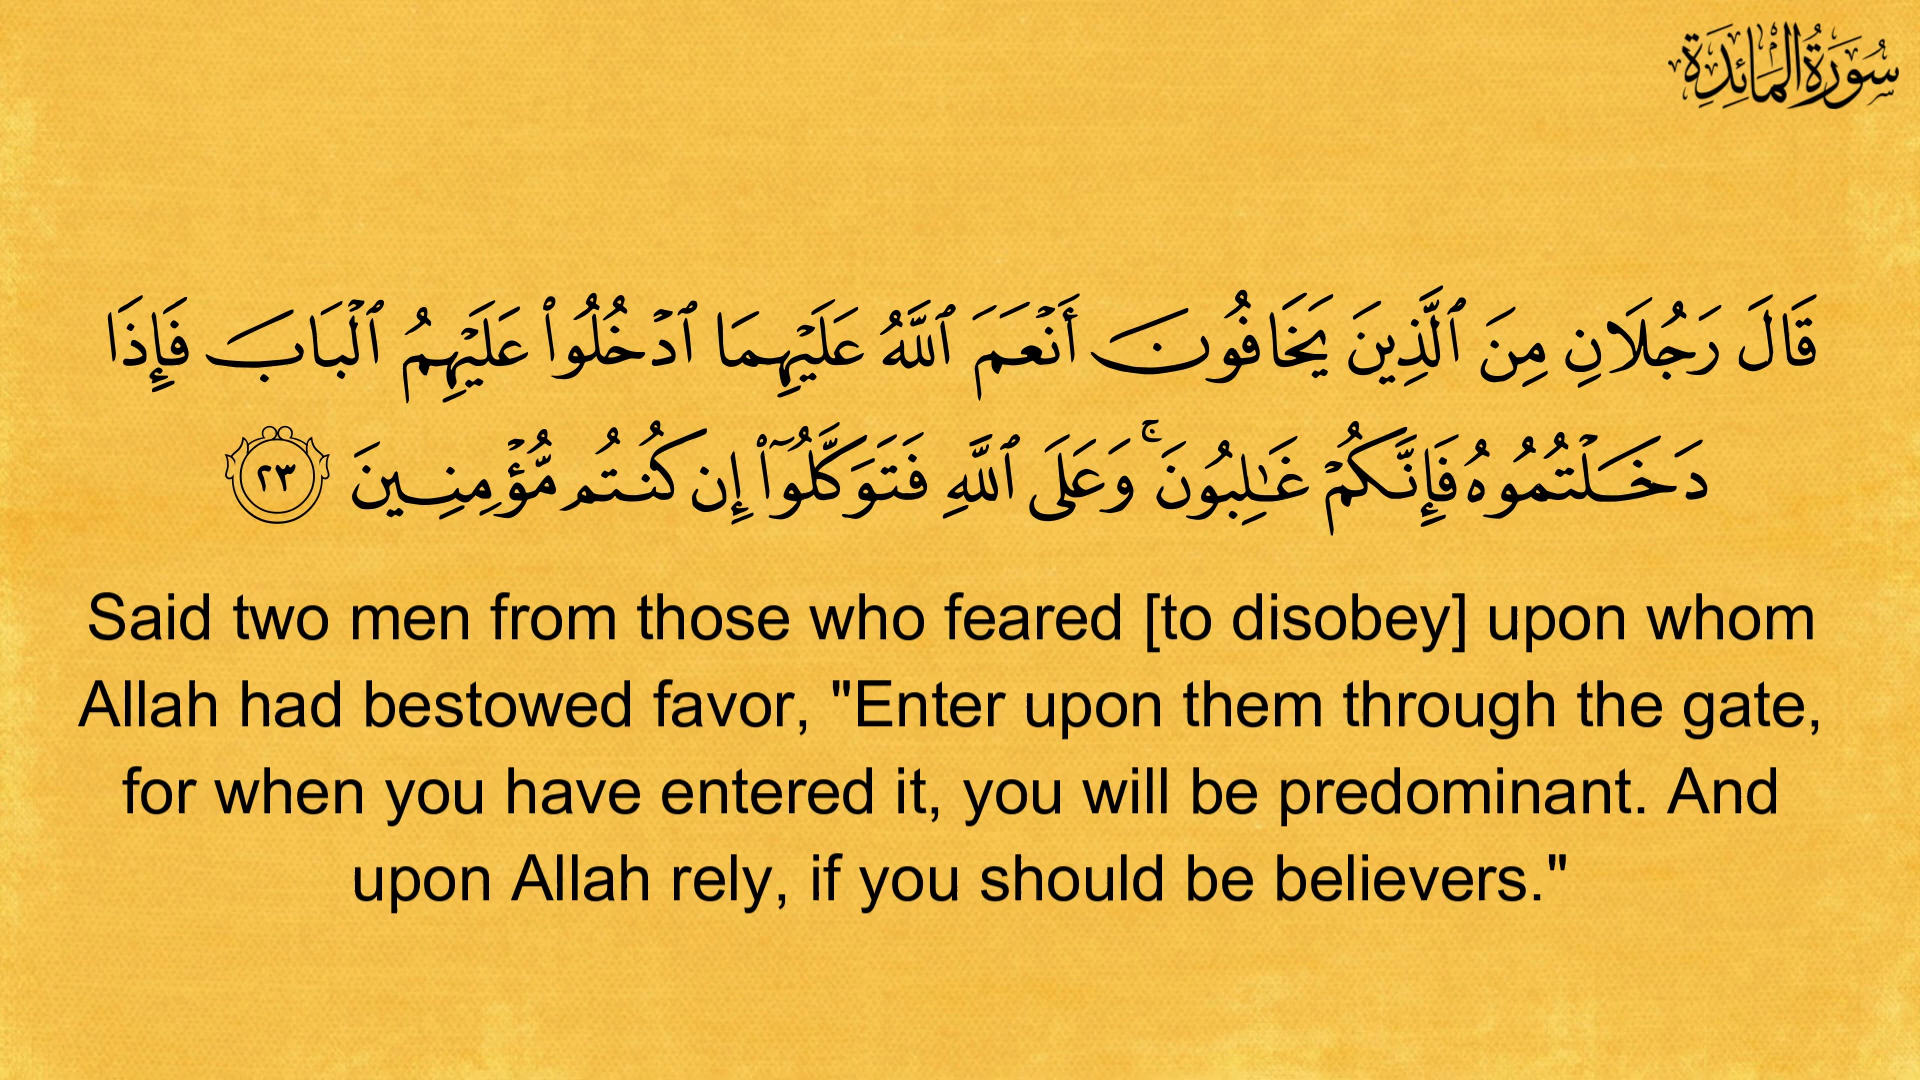 سُورَةُ الْمَائِدَةِ
قَالَ رَجُلَانِ مِنَ ٱلَّذِينَ يَخَافُونَ أَنْعَمَ ٱللَّهُ عَلَيْهِمَا ٱدْخُلُوا۟ عَلَيْهِمُ ٱلْبَابَ فَإِذَا
دَخَلْتُمُوهُ فَإِنَّكُمْ غَـٰلِبُونَ ۚ وَعَلَى ٱللَّهِ فَتَوَكَّلُوٓا۟ إِن كُنتُم مُّؤْمِنِينَ ٢٣
Said two men from those who feared [to disobey] upon whom
Allah had bestowed favor, "Enter upon them through the gate,
for when you have entered it, you will be predominant. And
upon Allah rely, if you should be believers."